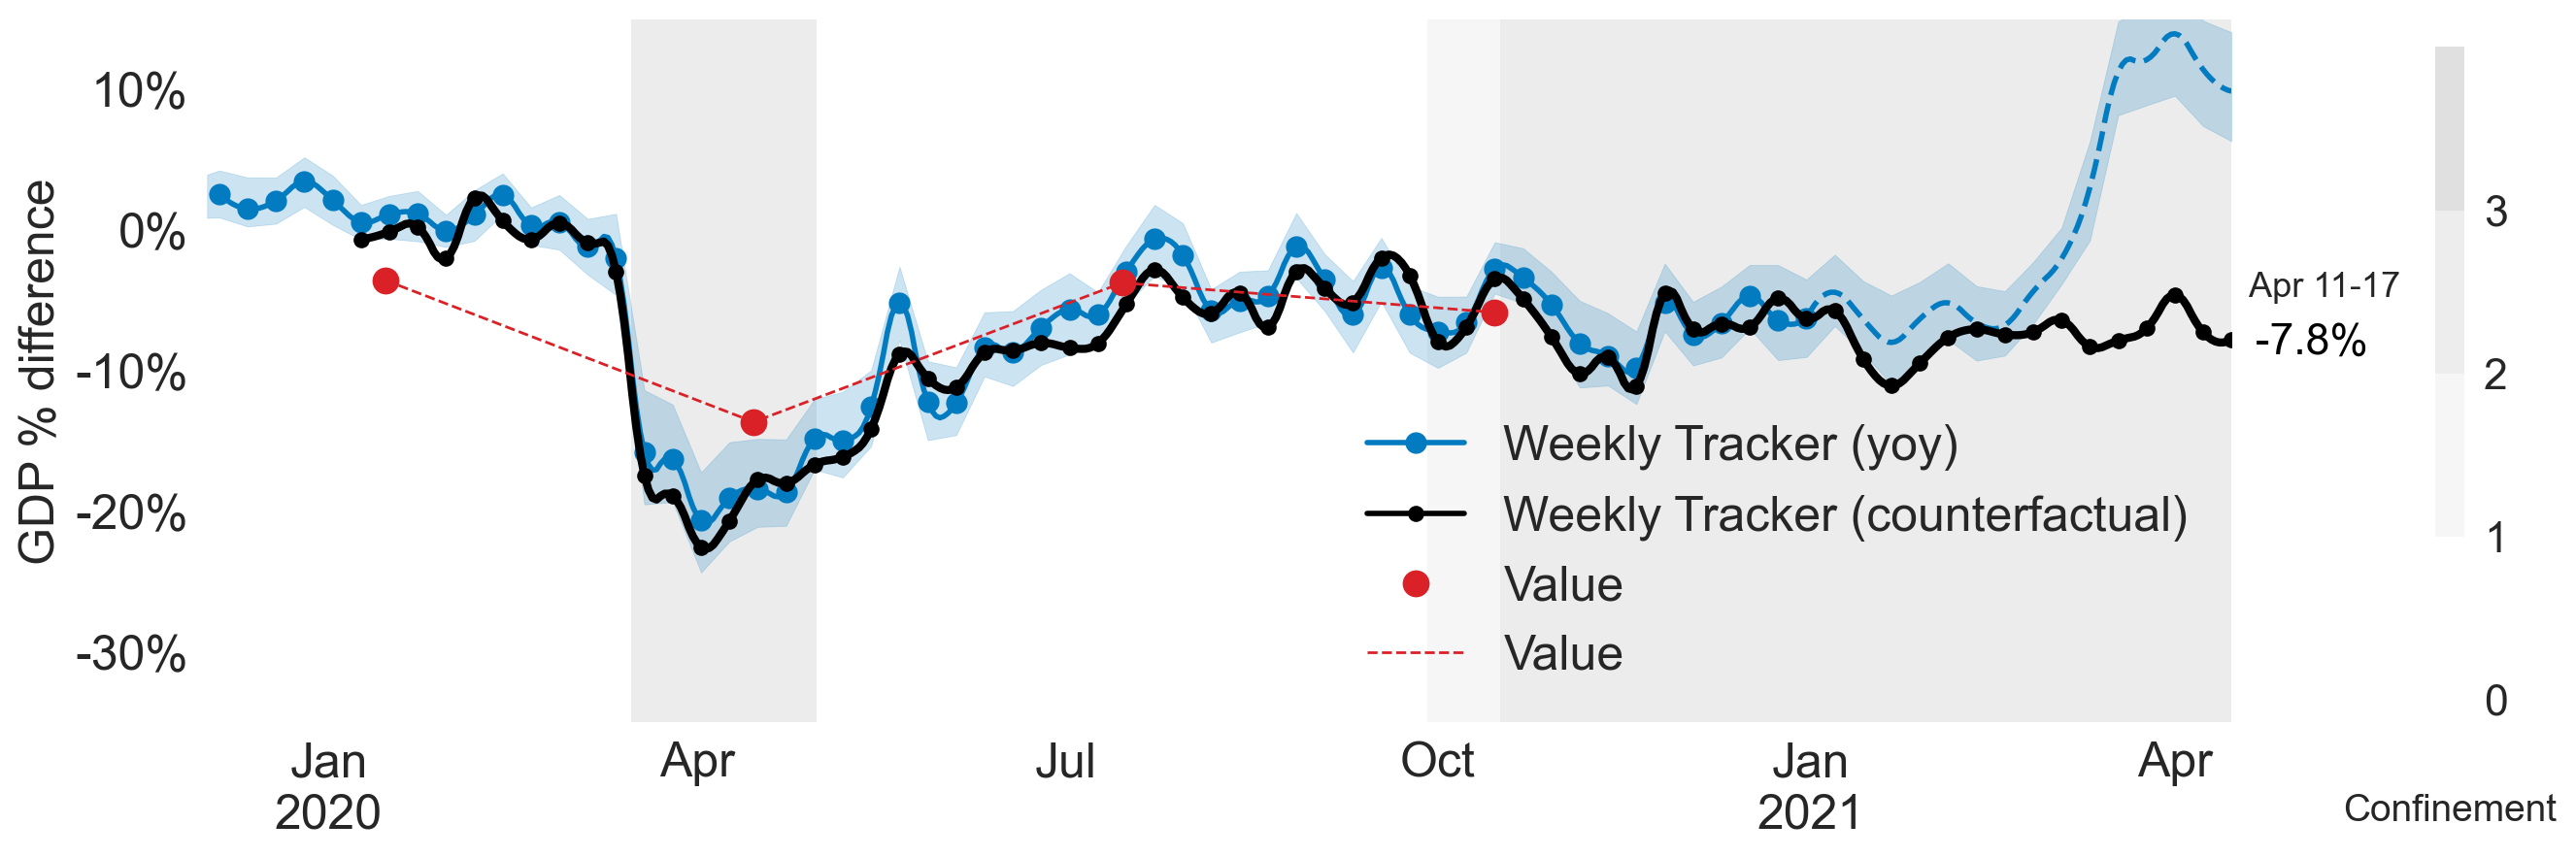 GDP % difference
10%
0%
-10%
-20%
-30%
Jan
2020
Apr
Jul
Oct
Jan
2021
Apr
Weekly Tracker (yoy)
Weekly Tracker (counterfactual)
Value
Value
Apr 11-17
-7.8%
3
2
1
0
Confinement